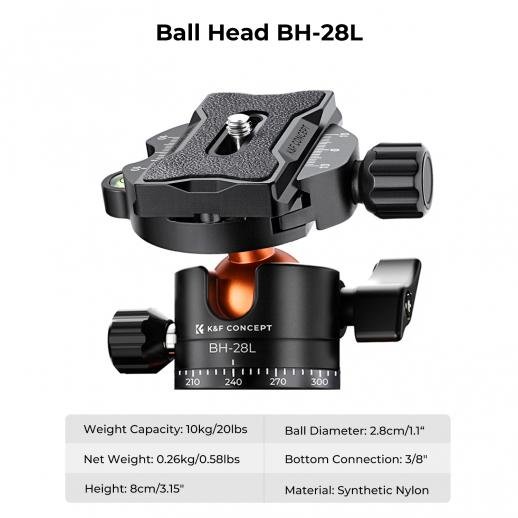 Ball Head BH-28L
K&F CONCEPT
K&F CONCEPT
BH-28L
210 240 270 300
Weight Capacity: 10kg/20lbs
Ball Diameter: 2.8cm/1.1“
Net Weight: 0.26kg/0.58lbs
Bottom Connection: 3/8"
Height: 8cm/3.15"
Material: Synthetic Nylon